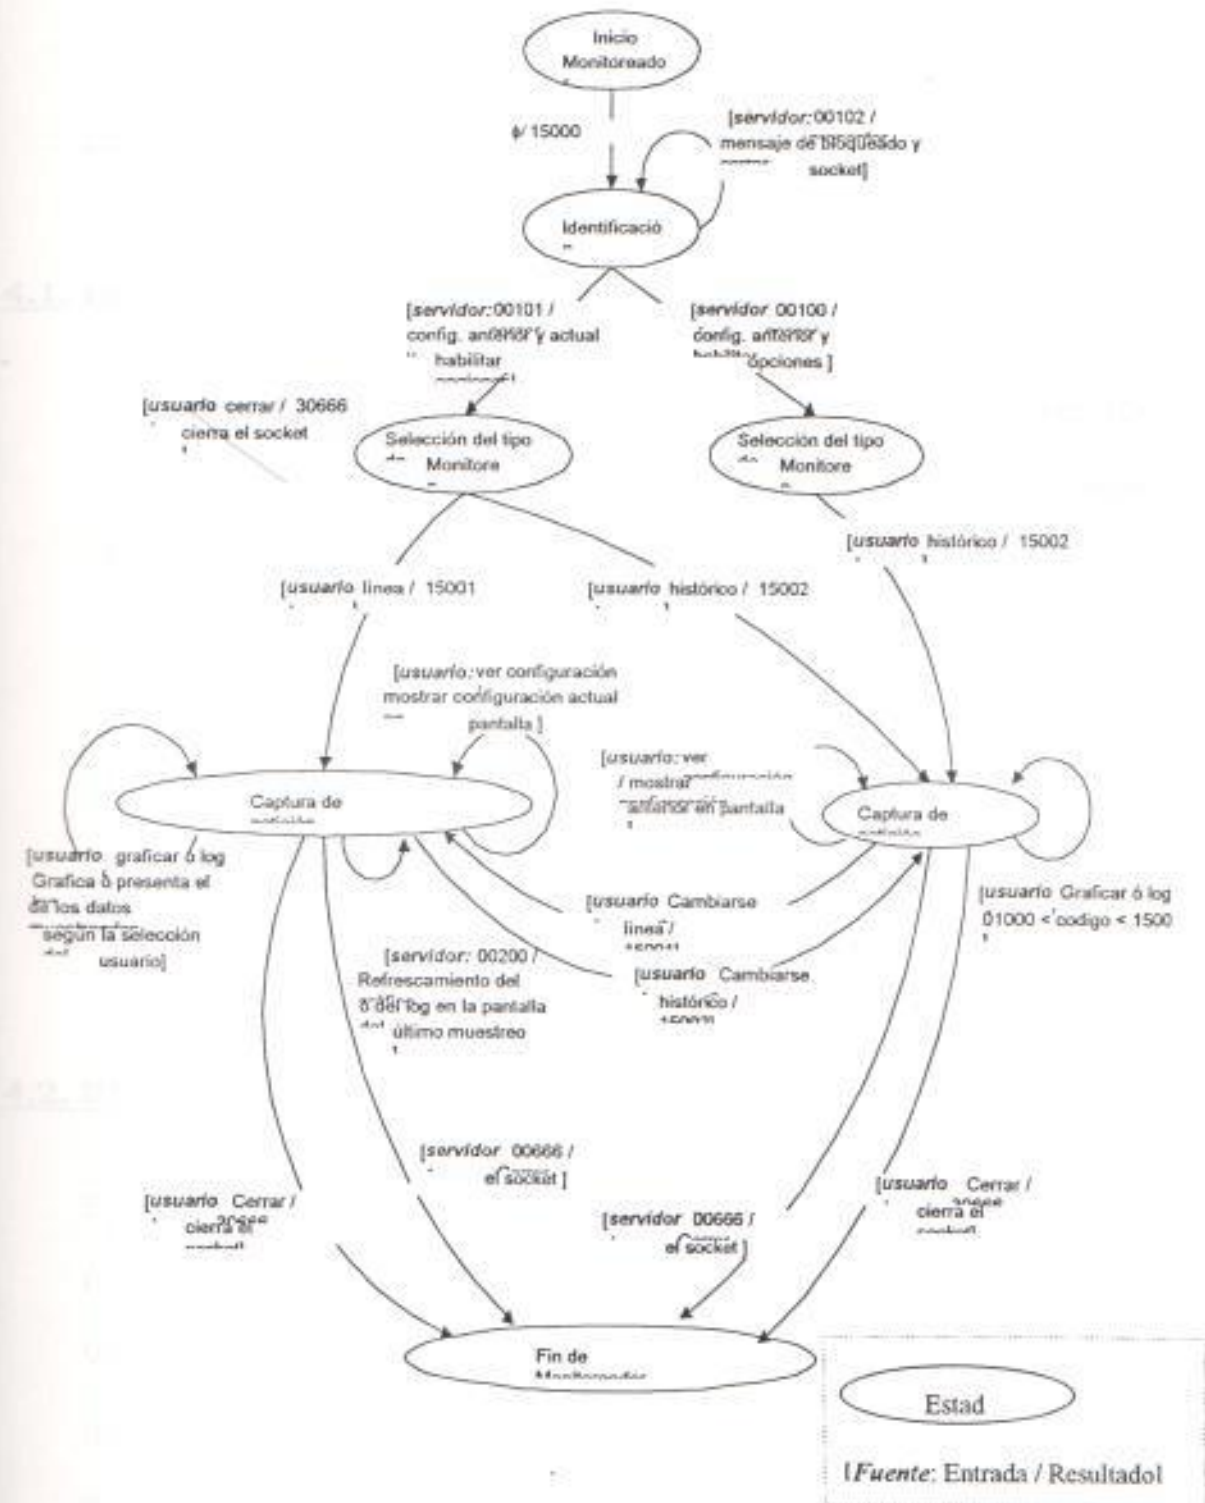 Inicio
Monitoreado
φ/ 15000
[servidor:00102 /
mensaje de bloqueado y
socket]
Identificació
[servidor:00101 /
config. anterior y actual
habilitar
[servidor 00100 /
config. anterior y
opciones ]
[usuario cerrar / 30666
cierra el socket
Selección del tipo
Monitore
Selección del tipo
Monitore
[usuario histórico / 15002
[usuario línea / 15001
[usuario histórico / 15002
[usuario: ver configuración
mostrar configuración actual
pantalla ]
[usuario: ver
/ mostrar
anterior en pantalla
Captura de
Captura de
[usuario graficar ó log
Grafica ó presenta el
de los datos
según la selección
usuario]
[usuario Cambiarse
línea /
[usuario Graficar ó log
01000 < codigo < 1500
[servidor: 00200 /
Refrescamiento del
ó del log en la pantalla
último muestreo
[usuario Cambiarse
histórico /
[servidor 00666 /
el socket ]
[usuario Cerrar /
cierra el
[servidor 00666 /
el socket ]
[usuario Cerrar /
cierra el
Fin de
Estad
[Fuente: Entrada / Resultado]